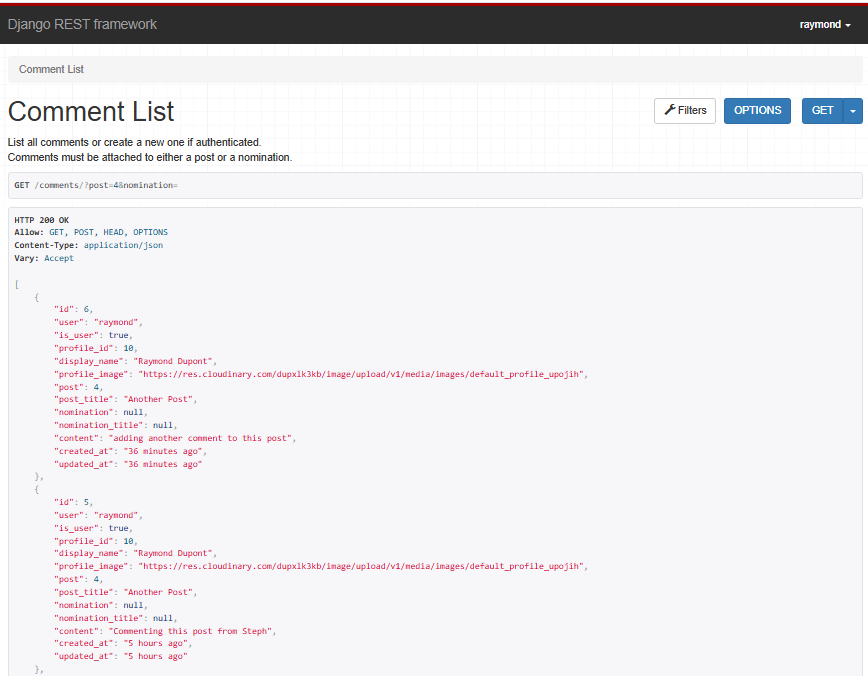 Django REST framework
raymond
Comment List
Comment List
Filters
OPTIONS
GET
List all comments or create a new one if authenticated.
Comments must be attached to either a post or a nomination.
GET /comments/?post=4&nomination=
HTTP 200 OK
Allow: GET, POST, HEAD, OPTIONS
Content-Type: application/json
Vary: Accept
[
{
"id": 6,
"user": "raymond",
"is_user": true,
"profile_id": 10,
"display_name": "Raymond Dupont",
"profile_image": "https://res.cloudinary.com/dupxlk3kb/image/upload/v1/media/images/default_profile_upojih",
"post": 4,
"post_title": "Another Post",
"nomination": null,
"nomination_title": null,
"content": "adding another comment to this post",
"created_at": "36 minutes ago",
"updated_at": "36 minutes ago"
},
{
"id": 5,
"user": "raymond",
"is_user": true,
"profile_id": 10,
"display_name": "Raymond Dupont",
"profile_image": "https://res.cloudinary.com/dupxlk3kb/image/upload/v1/media/images/default_profile_upojih",
"post": 4,
"post_title": "Another Post",
"nomination": null,
"nomination_title": null,
"content": "Commenting this post from Steph",
"created_at": "5 hours ago",
"updated_at": "5 hours ago"
},